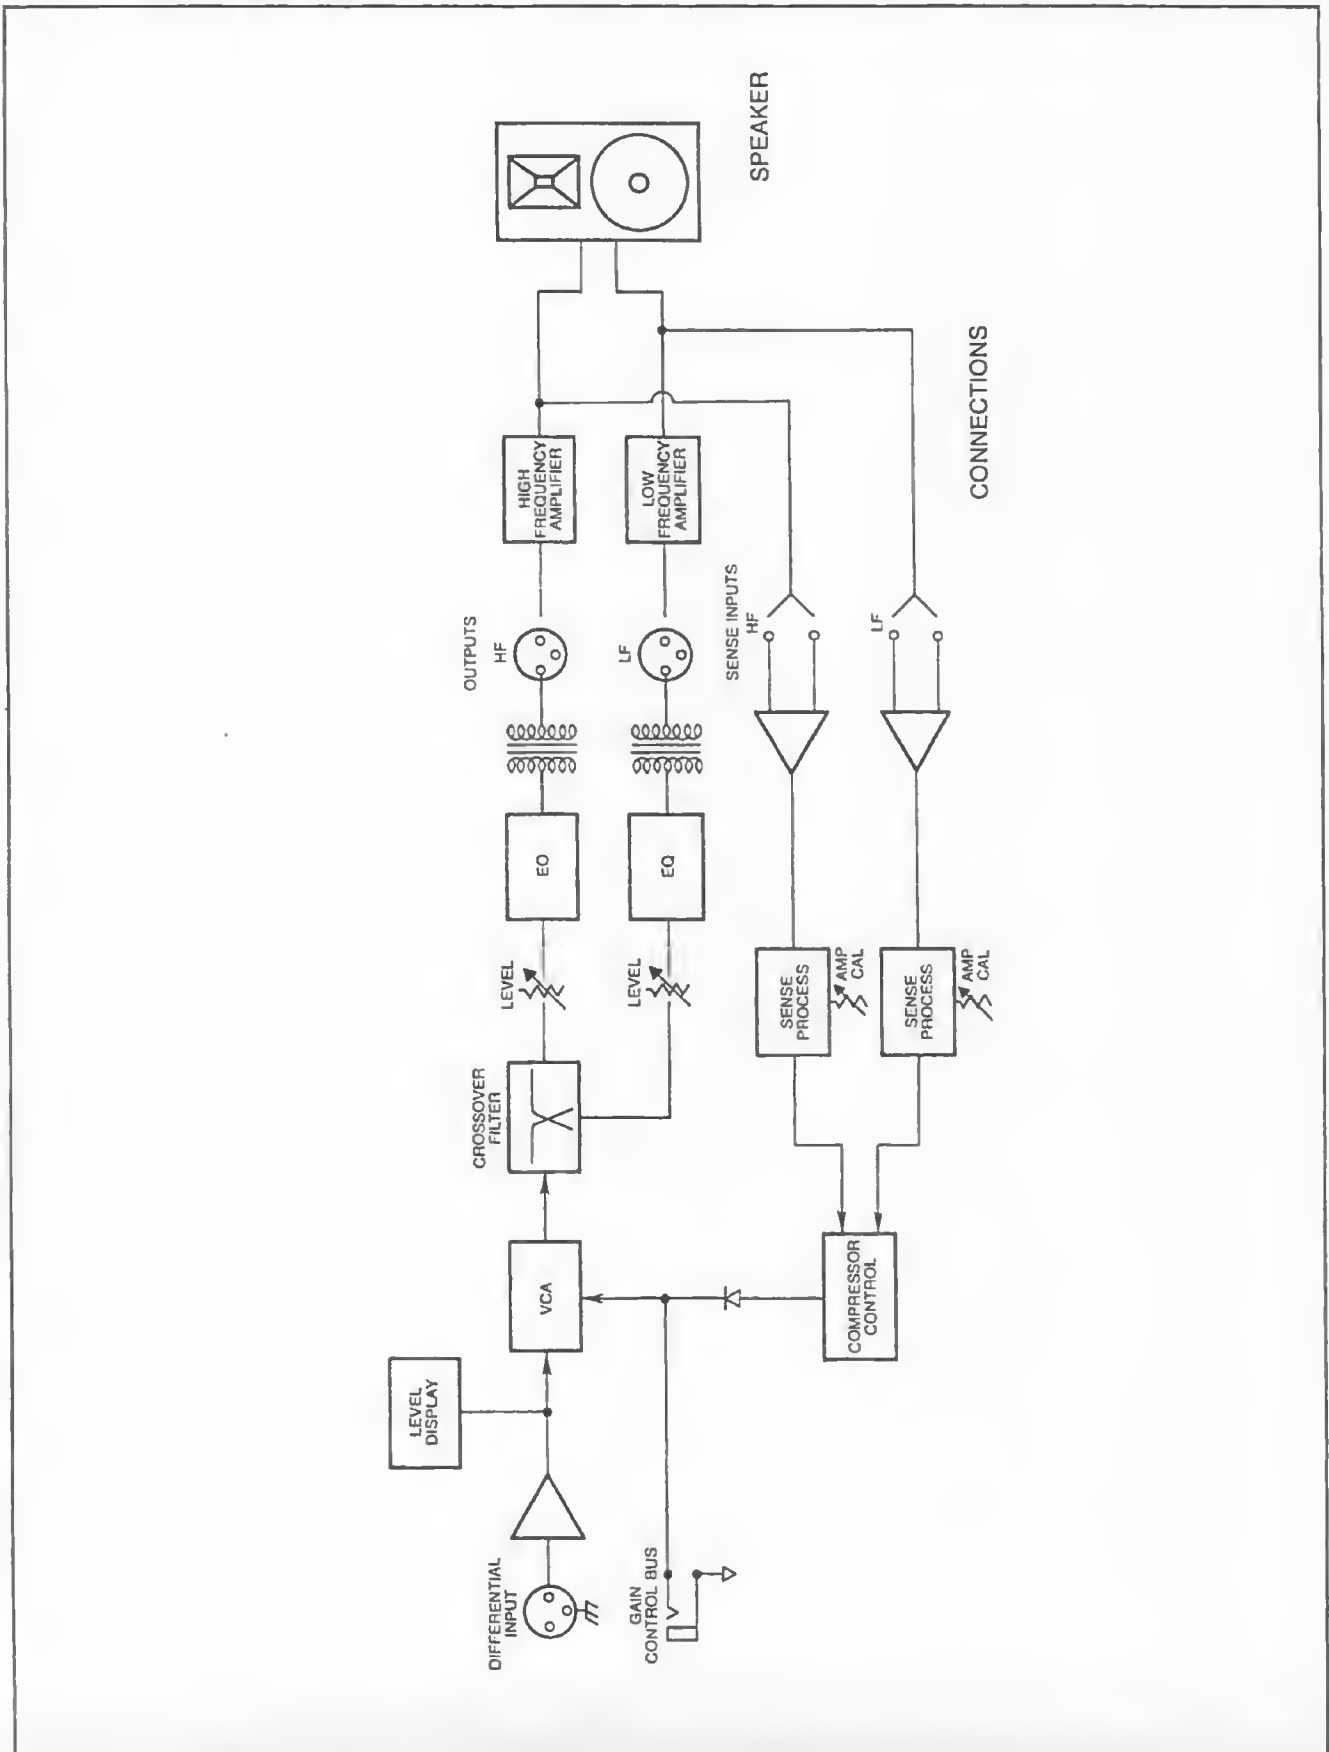 LEVEL
DISPLAY
DIFFERENTIAL
INPUT
VCA
GAIN
CONTROL BUS
CROSSOVER
FILTER
LEVEL
EQ
OUTPUTS
HF
HIGH
FREQUENCY
AMPLIFIER
LEVEL
EQ
LF
LOW
FREQUENCY
AMPLIFIER
SPEAKER
COMPRESSOR
CONTROL
SENSE
PROCESS
AMP
CAL
SENSE INPUTS
HF
SENSE
PROCESS
AMP
CAL
LF
CONNECTIONS